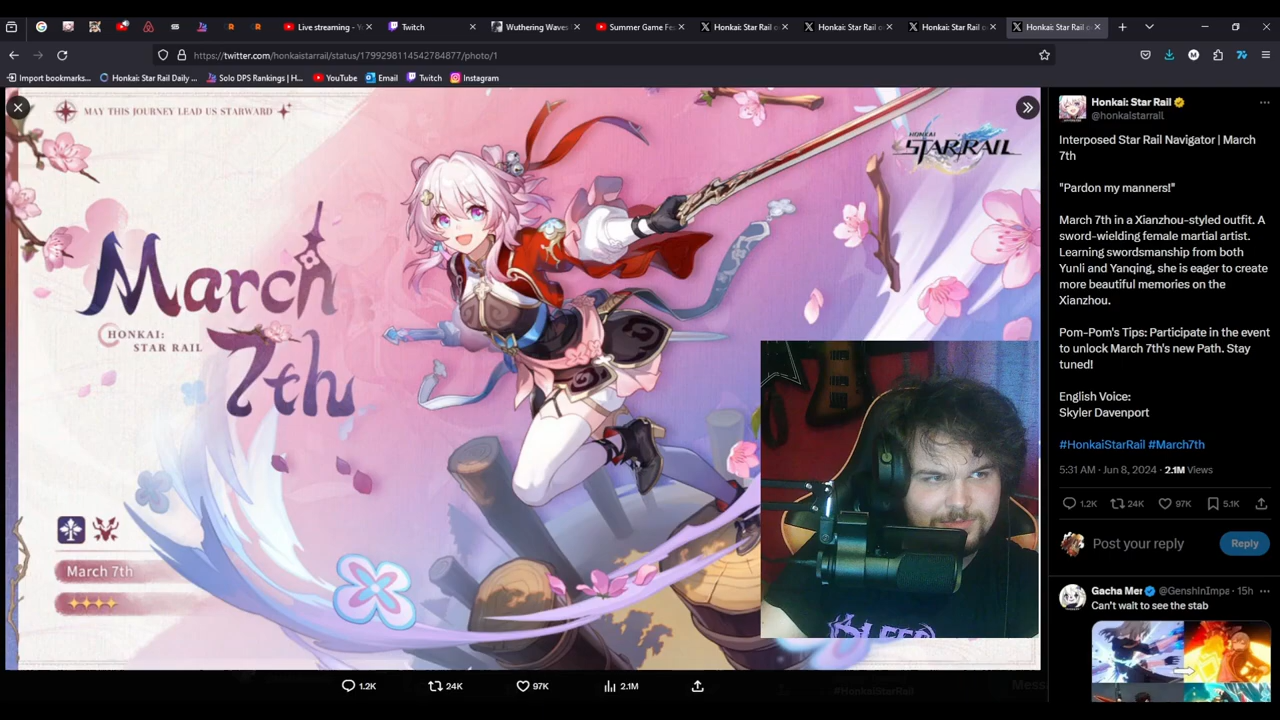 Live streaming - Y
Twitch
Wuthering Waves
Summer Game Fes
Honkai: Star Rail o
Honkai: Star Rail o
Honkai: Star Rail o
Honkai: Star Rail o
https://twitter.com/honkaistarrail/status/1799298114542784877/photo/1
Import bookmarks...
Honkai: Star Rail Daily ...
Solo DPS Rankings | H...
YouTube
Email
Twitch
Instagram
MAY THIS JOURNEY LEAD US STARWARD
HONKAI
STAR RAIL
March
HONKAI:
STAR RAIL
7th
March 7th
SLEEP
1.2K
24K
97K
2.1M
#HonkaiStarRail
Mess
Honkai: Star Rail
@honkaistarrail
Interposed Star Rail Navigator | March
7th
"Pardon my manners!"
March 7th in a Xianzhou-styled outfit. A
sword-wielding female martial artist.
Learning swordsmanship from both
Yunli and Yanqing, she is eager to create
more beautiful memories on the
Xianzhou.
Pom-Pom's Tips: Participate in the event
to unlock March 7th's new Path. Stay
tuned!
English Voice:
Skyler Davenport
#HonkaiStarRail #March7th
5:31 AM · Jun 8, 2024 · 2.1M Views
1.2K
24K
97K
5.1K
Post your reply
Reply
Gacha Mer @GenshinImpa · 15h
Can't wait to see the stab